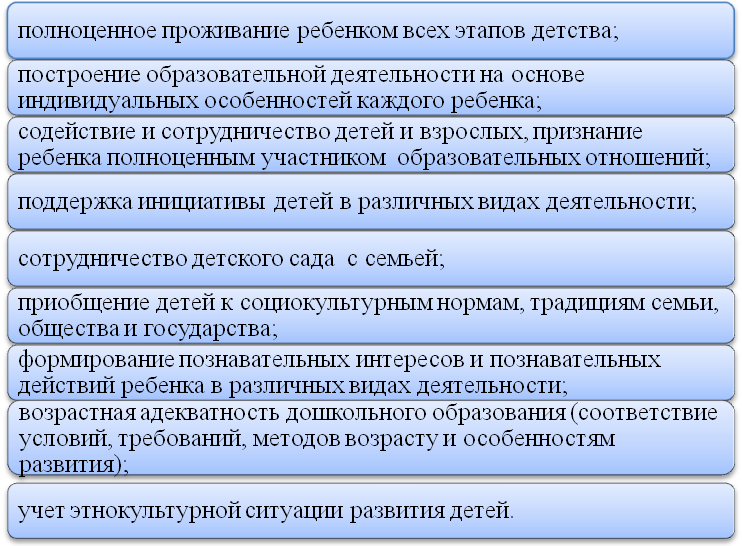 полноценное проживание ребенком всех этапов детства;
построение образовательной деятельности на основе
индивидуальных особенностей каждого ребенка;
содействие и сотрудничество детей и взрослых, признание
ребенка полноценным участником образовательных отношений;
поддержка инициативы детей в различных видах деятельности;
сотрудничество детского сада с семьей;
приобщение детей к социокультурным нормам, традициям семьи,
общества и государства;
формирование познавательных интересов и познавательных
действий ребенка в различных видах деятельности;
возрастная адекватность дошкольного образования (соответствие
условий, требований, методов возрасту и особенностям
развития);
учет этнокультурной ситуации развития детей.